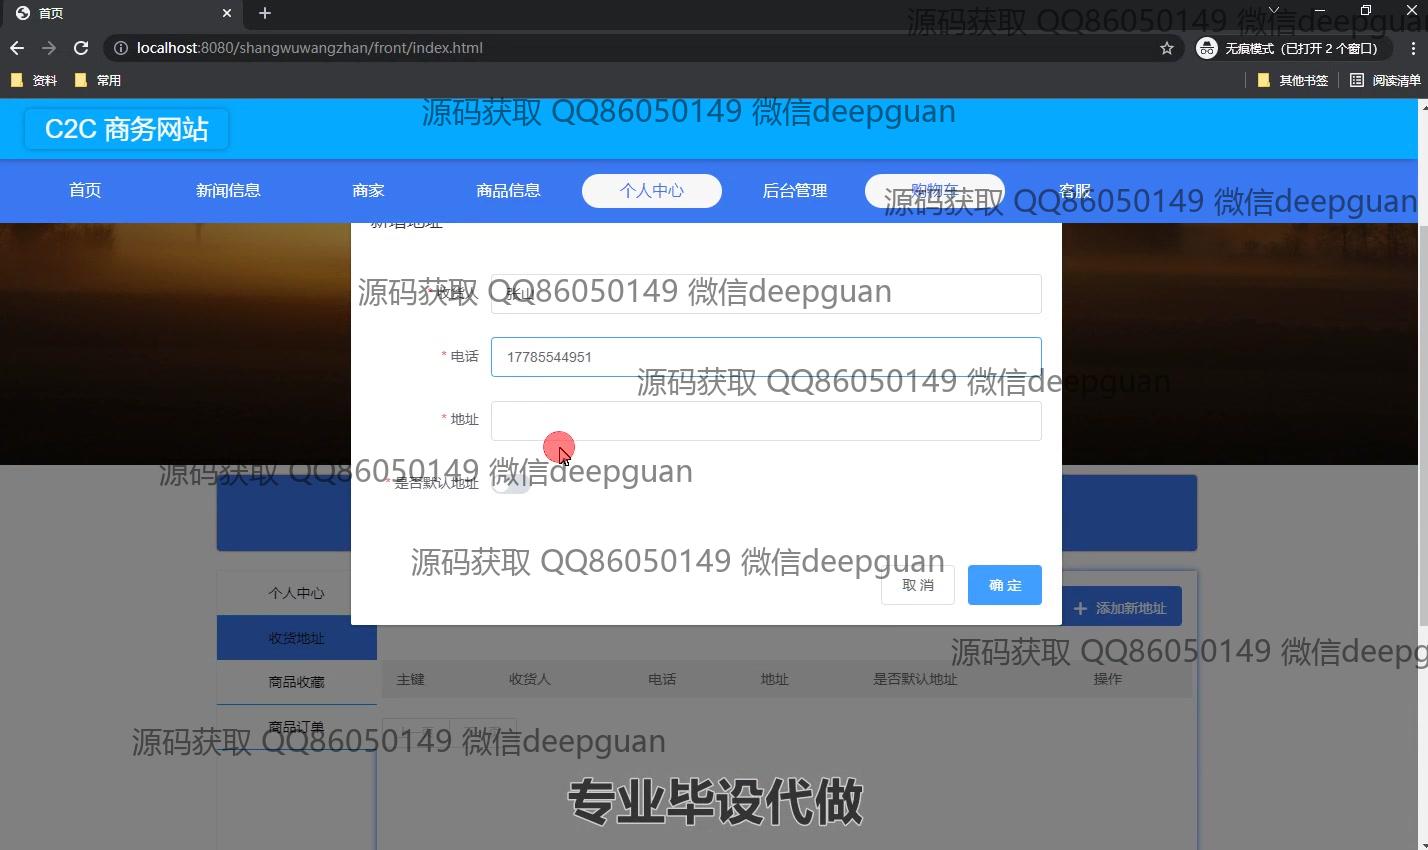 首页
localhost:8080/shangwuwangzhan/front/index.html
无痕模式（已打开 2 个窗口）
资料
常用
其他书签
阅读清单
源码获取 QQ86050149 微信deepguan
C2C 商务网站
源码获取 QQ86050149 微信deepguan
首页
新闻信息
商家
商品信息
个人中心
后台管理
购物车
客服
源码获取 QQ86050149 微信deepguan
新增地址
* 收货人
张山
源码获取 QQ86050149 微信deepguan
* 电话
17785544951
源码获取 QQ86050149 微信deepguan
* 地址
源码获取 QQ86050149 微信deepguan
* 是否默认地址
源码获取 QQ86050149 微信deepguan
取 消
确 定
个人中心
添加新地址
收货地址
源码获取 QQ86050149 微信deepg
商品收藏
主键
收货人
电话
地址
是否默认地址
操作
商品订单
源码获取 QQ86050149 微信deepguan
专业毕设代做